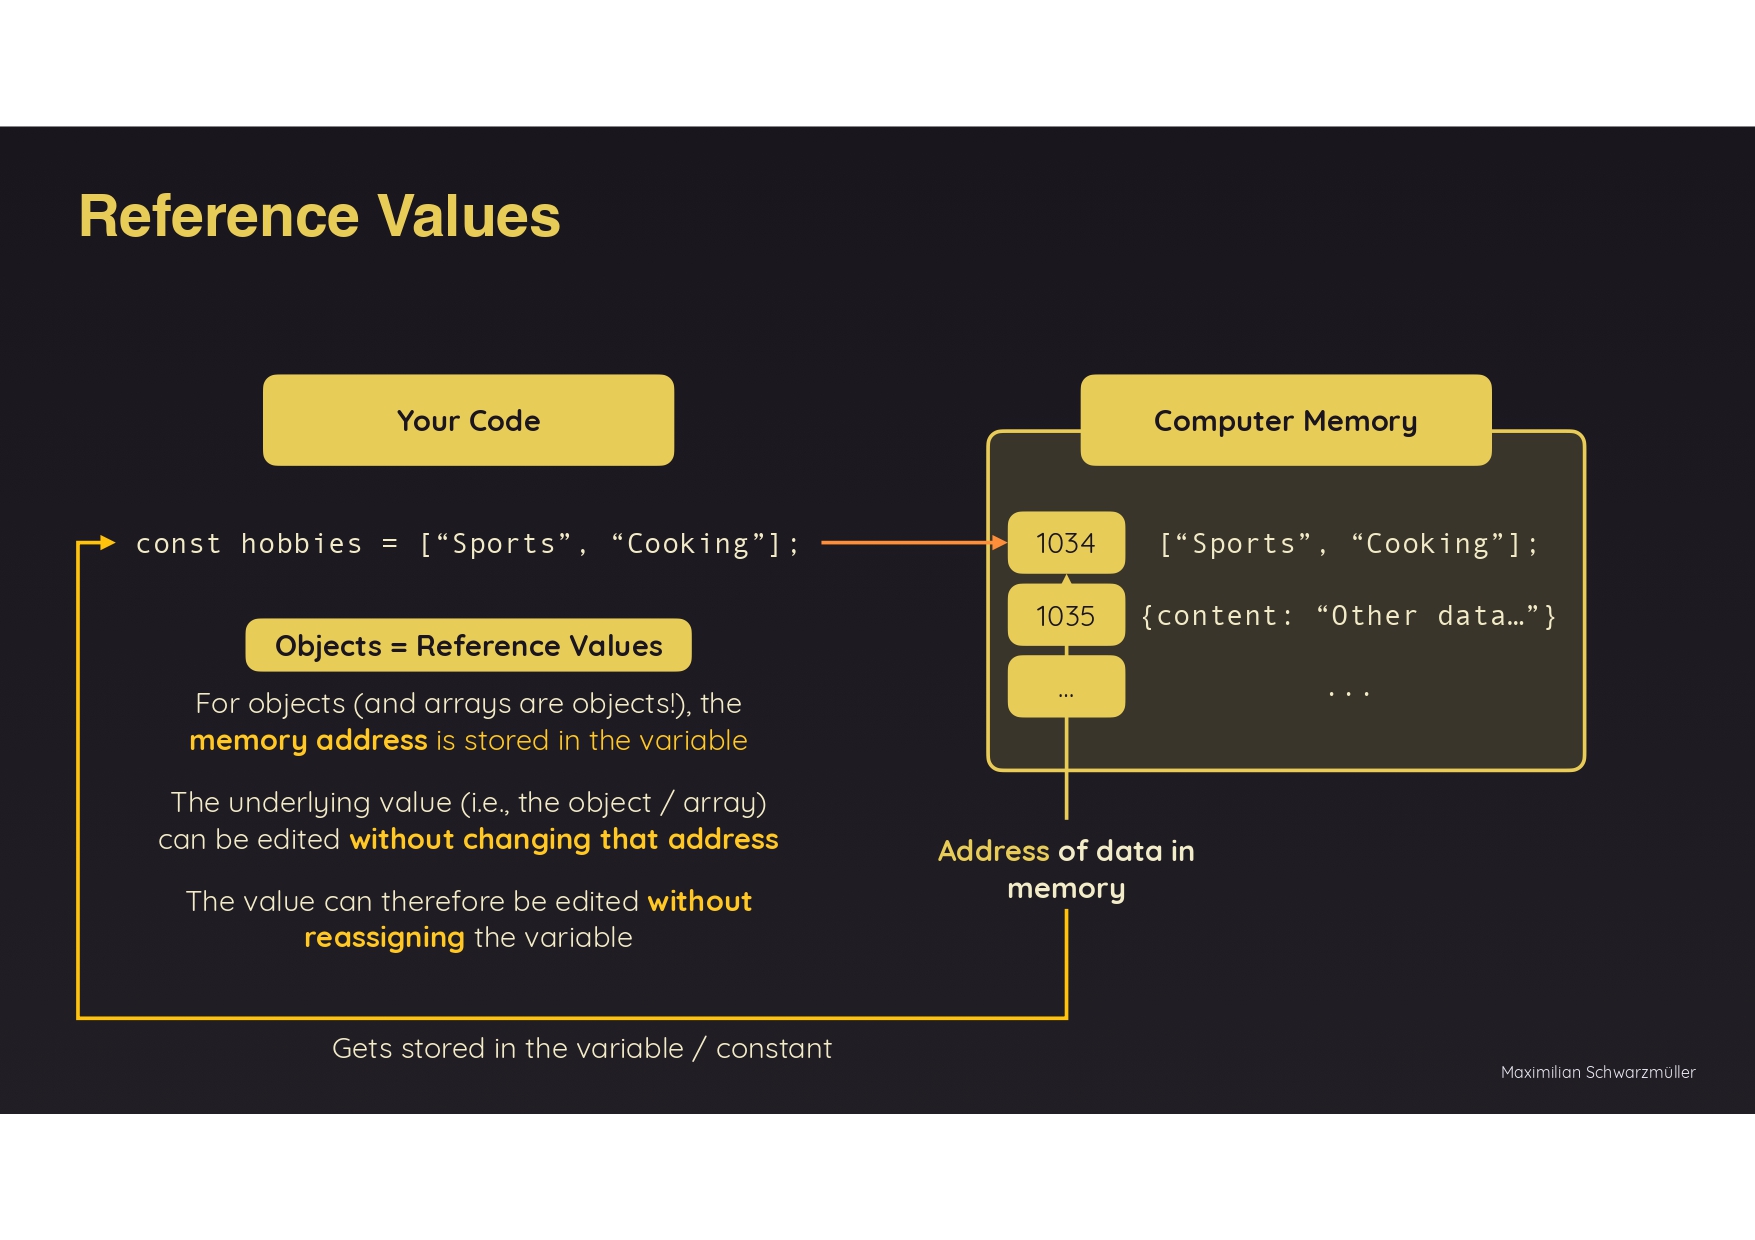 Reference Values
Your Code
Computer Memory
const hobbies = [“Sports”, “Cooking”];
1034
[“Sports”, “Cooking”];
1035
{content: “Other data…”}
...
...
Objects = Reference Values
For objects (and arrays are objects!), the
memory address is stored in the variable
The underlying value (i.e., the object / array)
can be edited without changing that address
The value can therefore be edited without
reassigning the variable
Address of data in
memory
Gets stored in the variable / constant
Maximilian Schwarzmüller